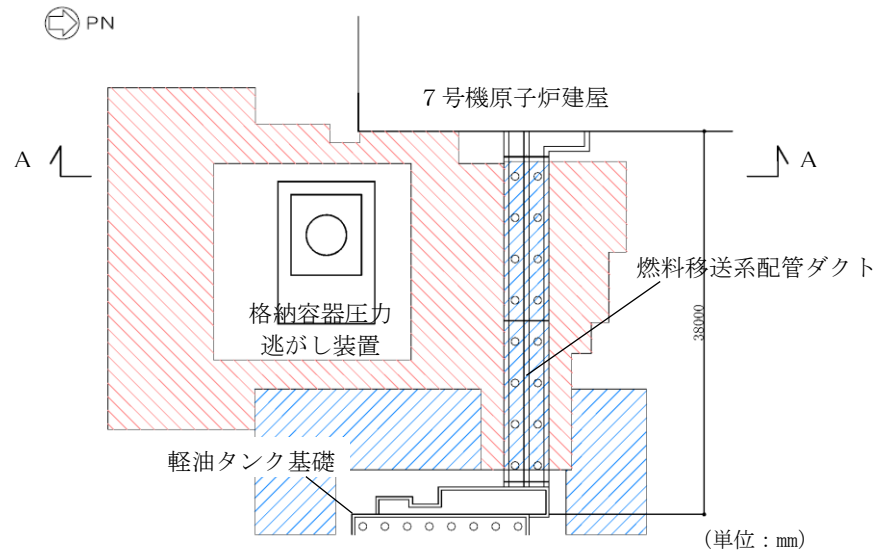 PN
7号機原子炉建屋
A
A
燃料移送系配管ダクト
38000
格納容器圧力
逃がし装置
軽油タンク基礎
（単位：㎜）